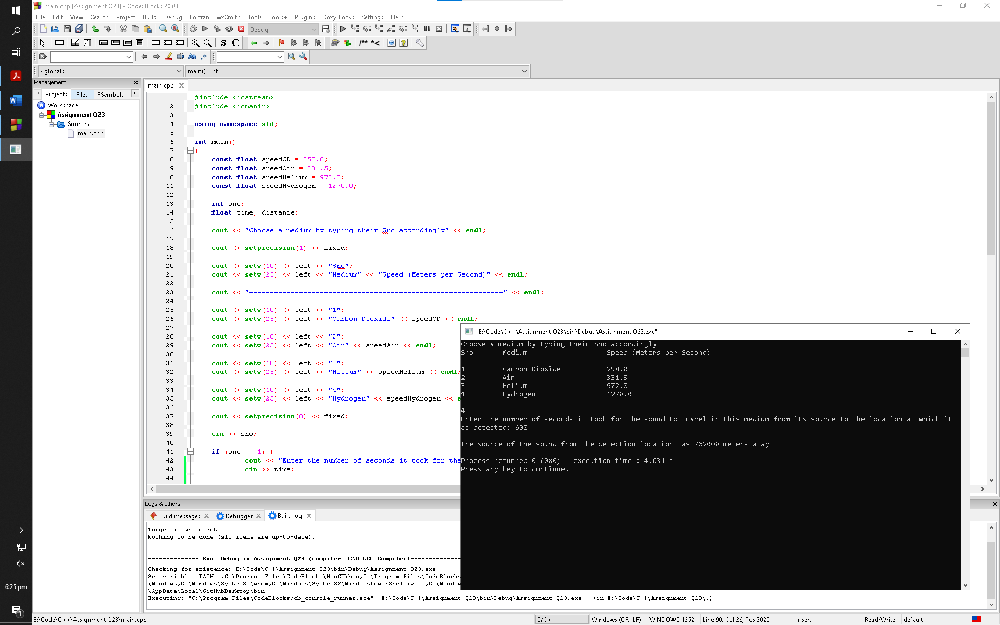 main.cpp [Assignment Q23] - Code::Blocks 20.03
File Edit View Search Project Build Debug Fortran wxSmith Tools Tools+ Plugins DoxyBlocks Settings Help
Debug
S C /** *<
Aa .*
<global> main() : int
Management
Projects Files FSymbols
Workspace
Assignment Q23
Sources
main.cpp
main.cpp
1 #include <iostream>
2 #include <iomanip>
3
4 using namespace std;
5
6 int main()
7 {
8 const float speedCD = 258.0;
9 const float speedAir = 331.5;
10 const float speedHelium = 972.0;
11 const float speedHydrogen = 1270.0;
12
13 int sno;
14 float time, distance;
15
16 cout << "Choose a medium by typing their Sno accordingly" << endl;
17
18 cout << setprecision(1) << fixed;
19
20 cout << setw(10) << left << "Sno";
21 cout << setw(25) << left << "Medium" << "Speed (Meters per Second)" << endl;
22
23 cout << "-------------------------------------------------------------" << endl;
24
25 cout << setw(10) << left << "1";
26 cout << setw(25) << left << "Carbon Dioxide" << speedCD << endl;
27
28 cout << setw(10) << left << "2";
29 cout << setw(25) << left << "Air" << speedAir << endl;
30
31 cout << setw(10) << left << "3";
32 cout << setw(25) << left << "Helium" << speedHelium << endl;
33
34 cout << setw(10) << left << "4";
35 cout << setw(25) << left << "Hydrogen" << speedHydrogen << e
36
37 cout << setprecision(0) << fixed;
38
39 cin >> sno;
40
41 if (sno == 1) {
42 cout << "Enter the number of seconds it took for the
43 cin >> time;
44
"E:\Code\C++\Assignment Q23\bin\Debug\Assignment Q23.exe"
Choose a medium by typing their Sno accordingly
Sno Medium Speed (Meters per Second)
-------------------------------------------------------------
1 Carbon Dioxide 258.0
2 Air 331.5
3 Helium 972.0
4 Hydrogen 1270.0
4
Enter the number of seconds it took for the sound to travel in this medium from its source to the location at which it w
as detected: 600
The source of the sound from the detection location was 762000 meters away
Process returned 0 (0x0) execution time : 4.631 s
Press any key to continue.
Logs & others
Build messages Debugger Build log
Target is up to date.
Nothing to be done (all items are up-to-date).
-------------- Run: Debug in Assignment Q23 (compiler: GNU GCC Compiler)---------------
Checking for existence: E:\Code\C++\Assignment Q23\bin\Debug\Assignment Q23.exe
Set variable: PATH=.;C:\Program Files\CodeBlocks\MinGW\bin;C:\Program Files\CodeBlocks
\Windows;C:\Windows\System32\wbem;C:\Windows\System32\WindowsPowerShell\v1.0;C:\Window
\AppData\Local\GitHubDesktop\bin
Executing: "C:\Program Files\CodeBlocks/cb_console_runner.exe" "E:\Code\C++\Assignment Q23\bin\Debug\Assignment Q23.exe" (in E:\Code\C++\Assignment Q23\.)
6:25 pm
1
E:\Code\C++\Assignment Q23\main.cpp C/C++ Windows (CR+LF) WINDOWS-1252 Line 90, Col 26, Pos 3020 Insert Read/Write default